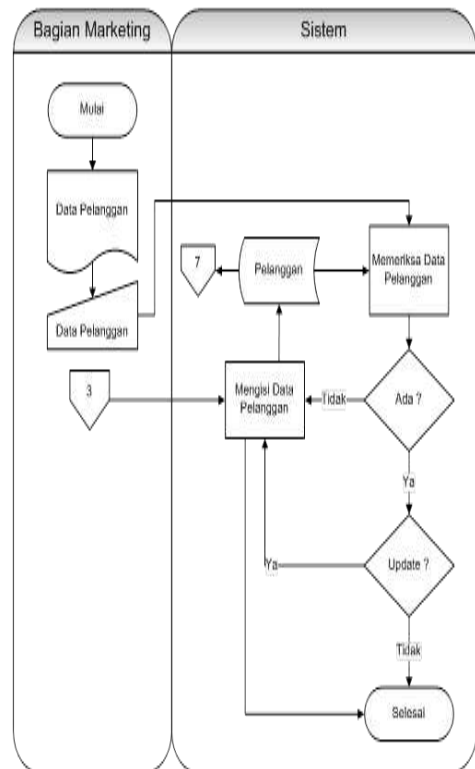 Bagian Marketing
Sistem
Mulai
Data Pelanggan
Data Pelanggan
3
7
Pelanggan
Memeriksa Data
Pelanggan
Mengisi Data
Pelanggan
Tidak
Ada ?
Ya
Update ?
Ya
Tidak
Selesai